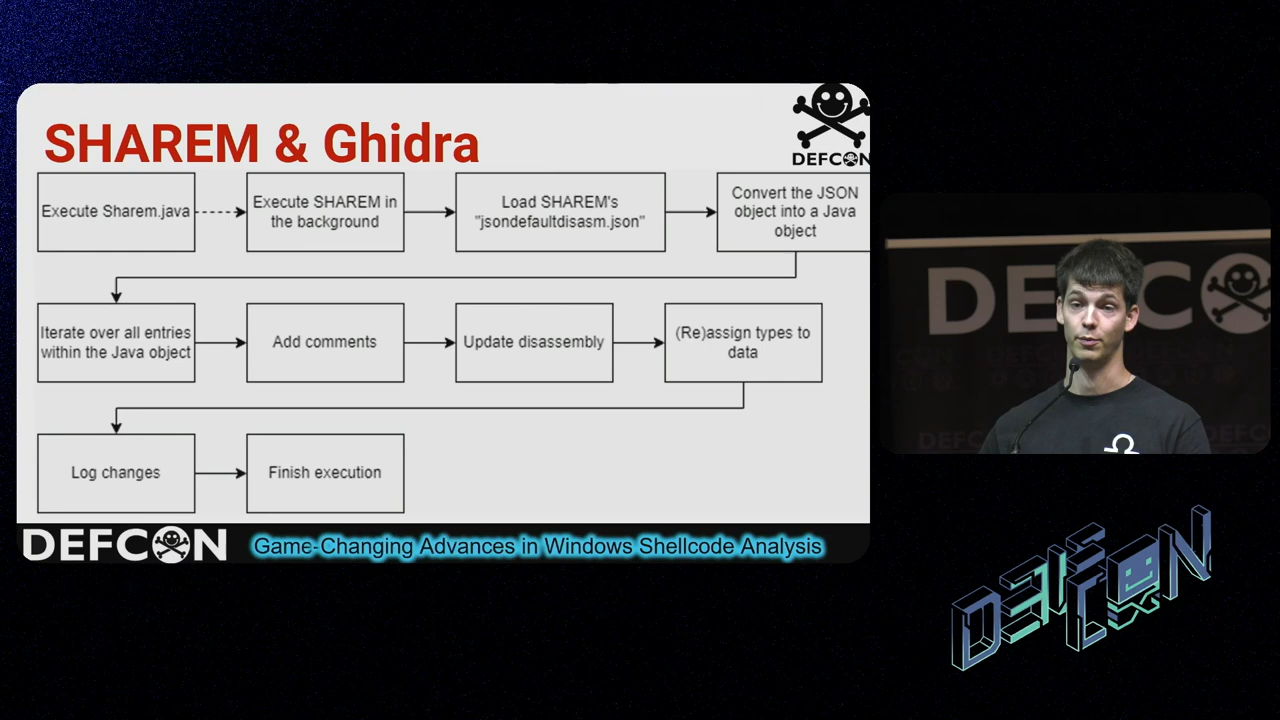 SHAREM & Ghidra
DEFCON
Execute Sharem.java
Execute SHAREM in
the background
Load SHAREM's
"jsondefaultdisasm.json"
Convert the JSON
object into a Java
object
Iterate over all entries
within the Java object
Add comments
Update disassembly
(Re)assign types to
data
Log changes
Finish execution
DEFCON
Game-Changing Advances in Windows Shellcode Analysis
DEFCO
DEFCON